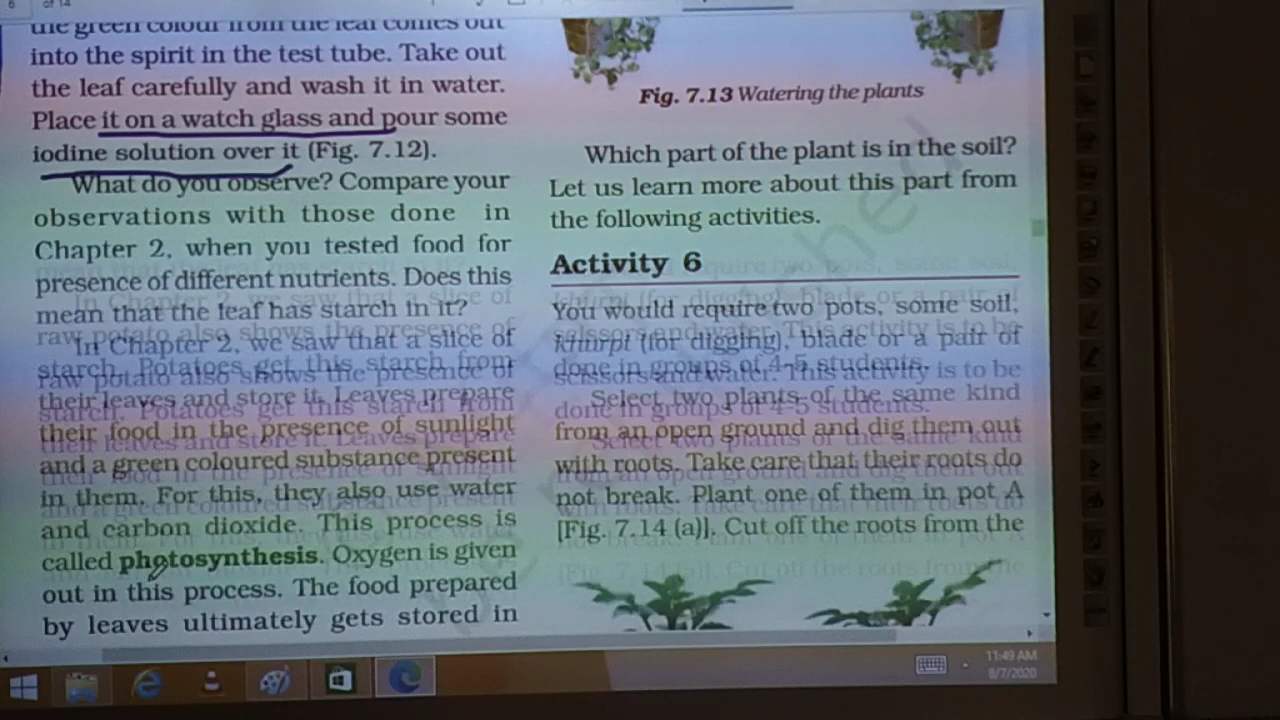 of 14
the green colour from the leaf comes out
into the spirit in the test tube. Take out
the leaf carefully and wash it in water.
Place it on a watch glass and pour some
iodine solution over it (Fig. 7.12).
What do you observe? Compare your
observations with those done in
Chapter 2, when you tested food for
presence of different nutrients. Does this
mean that the leaf has starch in it?
In Chapter 2, we saw that a slice of
raw potato also shows the presence of
starch. Potatoes get this starch from
their leaves and store it. Leaves prepare
their food in the presence of sunlight
and a green coloured substance present
in them. For this, they also use water
and carbon dioxide. This process is
called photosynthesis. Oxygen is given
out in this process. The food prepared
by leaves ultimately gets stored in
Fig. 7.13 Watering the plants
Which part of the plant is in the soil?
Let us learn more about this part from
the following activities.
Activity 6
You would require two pots, some soil,
khurpi (for digging), blade or a pair of
scissors and water. This activity is to be
done in groups of 4-5 students.
Select two plants of the same kind
from an open ground and dig them out
with roots. Take care that their roots do
not break. Plant one of them in pot A
[Fig. 7.14 (a)]. Cut off the roots from the
11:49 AM
8/7/2020